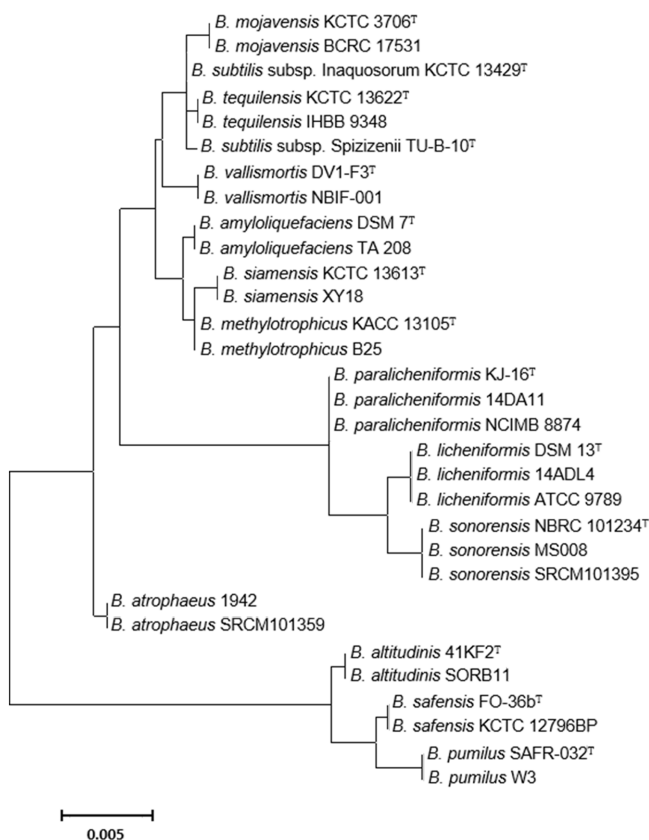 B. mojavensis KCTC 3706ᵀ
B. mojavensis BCRC 17531
B. subtilis subsp. Inaquosorum KCTC 13429ᵀ
B. tequilensis KCTC 13622ᵀ
B. tequilensis IHBB 9348
B. subtilis subsp. Spizizenii TU-B-10ᵀ
B. vallismortis DV1-F3ᵀ
B. vallismortis NBIF-001
B. amyloliquefaciens DSM 7ᵀ
B. amyloliquefaciens TA 208
B. siamensis KCTC 13613ᵀ
B. siamensis XY18
B. methylotrophicus KACC 13105ᵀ
B. methylotrophicus B25
B. paralicheniformis KJ-16ᵀ
B. paralicheniformis 14DA11
B. paralicheniformis NCIMB 8874
B. licheniformis DSM 13ᵀ
B. licheniformis 14ADL4
B. licheniformis ATCC 9789
B. sonorensis NBRC 101234ᵀ
B. sonorensis MS008
B. sonorensis SRCM101395
B. atrophaeus 1942
B. atrophaeus SRCM101359
B. altitudinis 41KF2ᵀ
B. altitudinis SORB11
B. safensis FO-36bᵀ
B. safensis KCTC 12796BP
B. pumilus SAFR-032ᵀ
B. pumilus W3
0.005